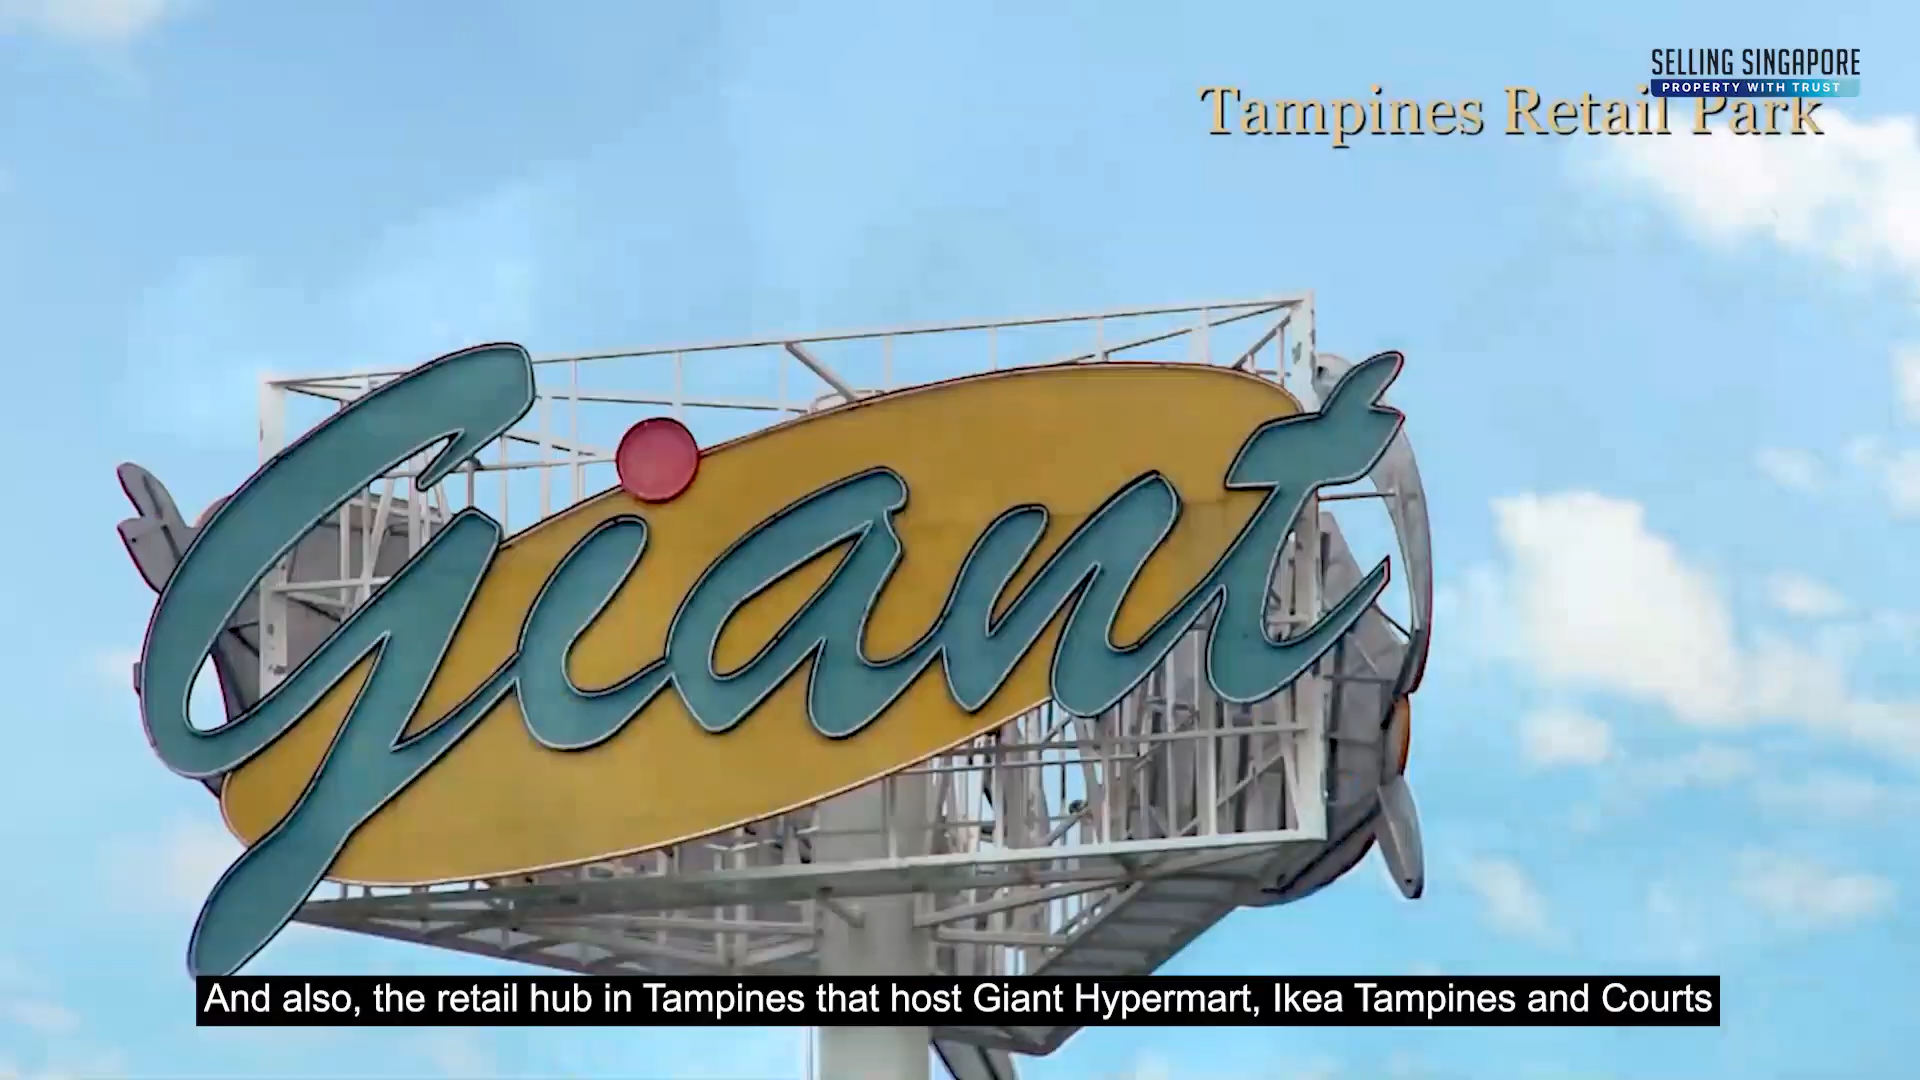 SELLING SINGAPORE
PROPERTY WITH TRUST
Tampines Retail Park
Giant
And also, the retail hub in Tampines that host Giant Hypermart, Ikea Tampines and Courts